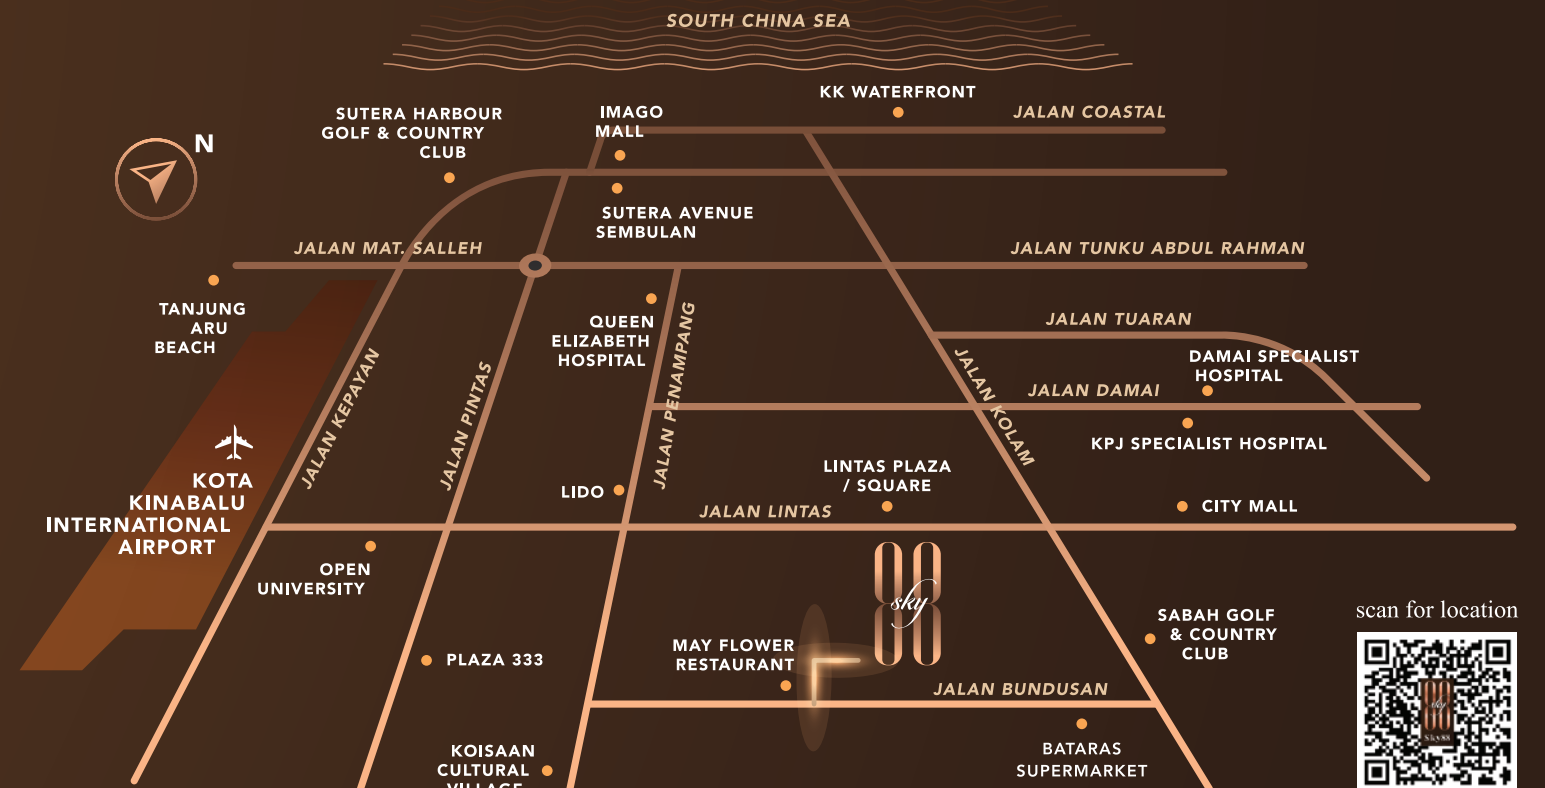 SOUTH CHINA SEA
KK WATERFRONT
JALAN COASTAL
SUTERA HARBOUR
GOLF & COUNTRY
CLUB
IMAGO
MALL
N
SUTERA AVENUE
SEMBULAN
JALAN MAT. SALLEH
JALAN TUNKU ABDUL RAHMAN
TANJUNG
ARU
BEACH
QUEEN
ELIZABETH
HOSPITAL
JALAN TUARAN
DAMAI SPECIALIST
HOSPITAL
JALAN DAMAI
KPJ SPECIALIST HOSPITAL
JALAN KEPAYAN
JALAN PINTAS
JALAN PENAMPANG
JALAN KOLAM
KOTA
KINABALU
INTERNATIONAL
AIRPORT
LIDO
LINTAS PLAZA
/ SQUARE
JALAN LINTAS
CITY MALL
OPEN
UNIVERSITY
88
sky
SABAH GOLF
& COUNTRY
CLUB
scan for location
PLAZA 333
MAY FLOWER
RESTAURANT
JALAN BUNDUSAN
KOISAAN
CULTURAL
VILLAGE
BATARAS
SUPERMARKET
88
sky
Sky88